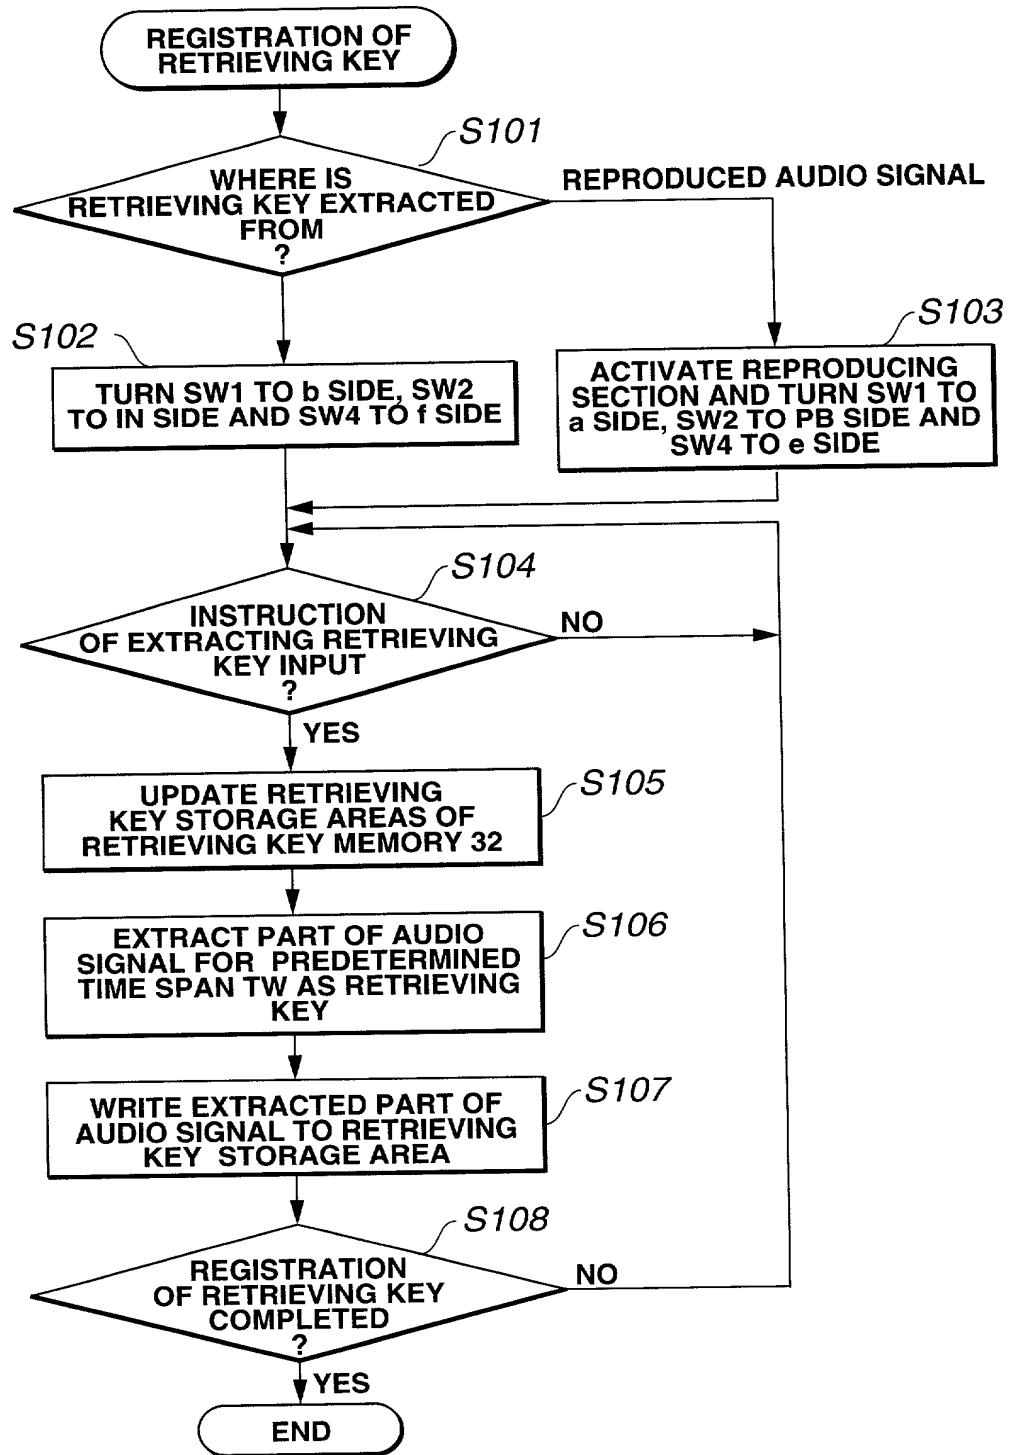 REGISTRATION OF
RETRIEVING KEY
S101
WHERE IS
RETRIEVING KEY EXTRACTED
FROM
?
REPRODUCED AUDIO SIGNAL
S102
TURN SW1 TO b SIDE, SW2
TO IN SIDE AND SW4 TO f SIDE
S103
ACTIVATE REPRODUCING
SECTION AND TURN SW1 TO
a SIDE, SW2 TO PB SIDE AND
SW4 TO e SIDE
S104
INSTRUCTION
OF EXTRACTING RETRIEVING
KEY INPUT
?
NO
YES
S105
UPDATE RETRIEVING
KEY STORAGE AREAS OF
RETRIEVING KEY MEMORY 32
S106
EXTRACT PART OF AUDIO
SIGNAL FOR PREDETERMINED
TIME SPAN TW AS RETRIEVING
KEY
S107
WRITE EXTRACTED PART OF
AUDIO SIGNAL TO RETRIEVING
KEY STORAGE AREA
S108
REGISTRATION
OF RETRIEVING KEY
COMPLETED
?
NO
YES
END